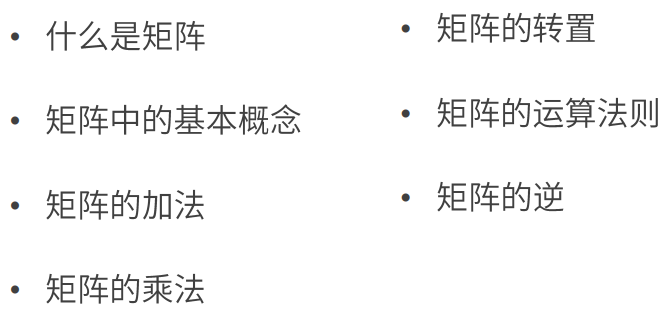 • 什么是矩阵
• 矩阵中的基本概念
• 矩阵的加法
• 矩阵的乘法
• 矩阵的转置
• 矩阵的运算法则
• 矩阵的逆